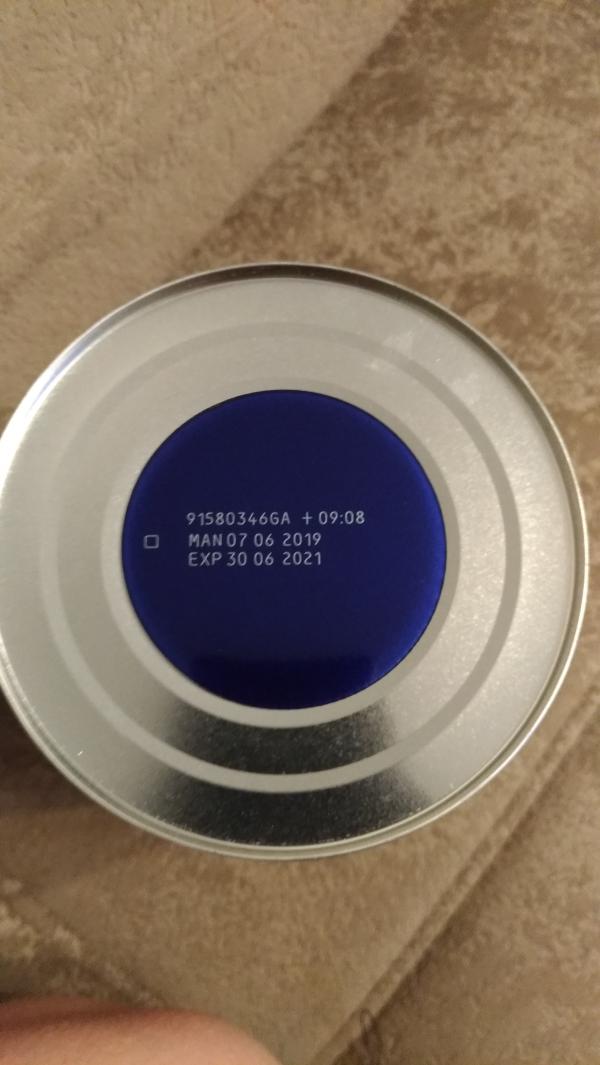 91580346GA + 09:08
MAN 07 06 2019
EXP 30 06 2021